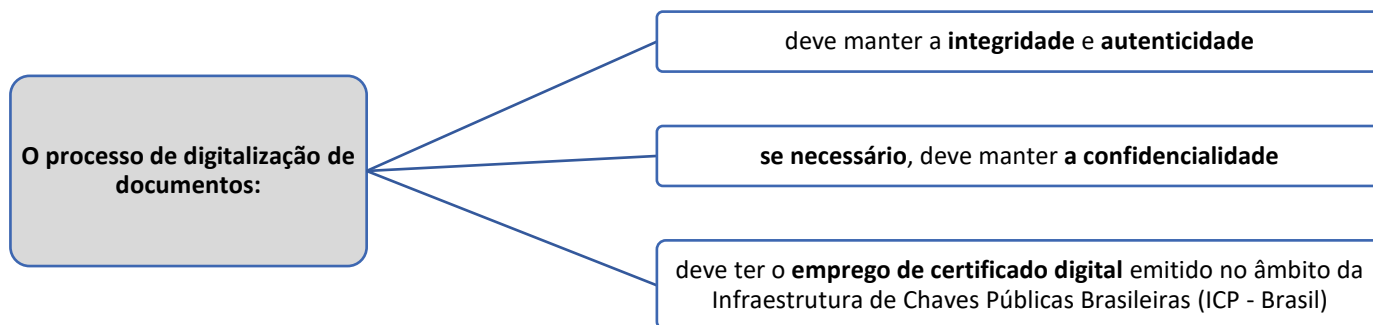 O processo de digitalização de
documentos:
deve manter a integridade e autenticidade
se necessário, deve manter a confidencialidade
deve ter o emprego de certificado digital emitido no âmbito da
Infraestrutura de Chaves Públicas Brasileiras (ICP - Brasil)